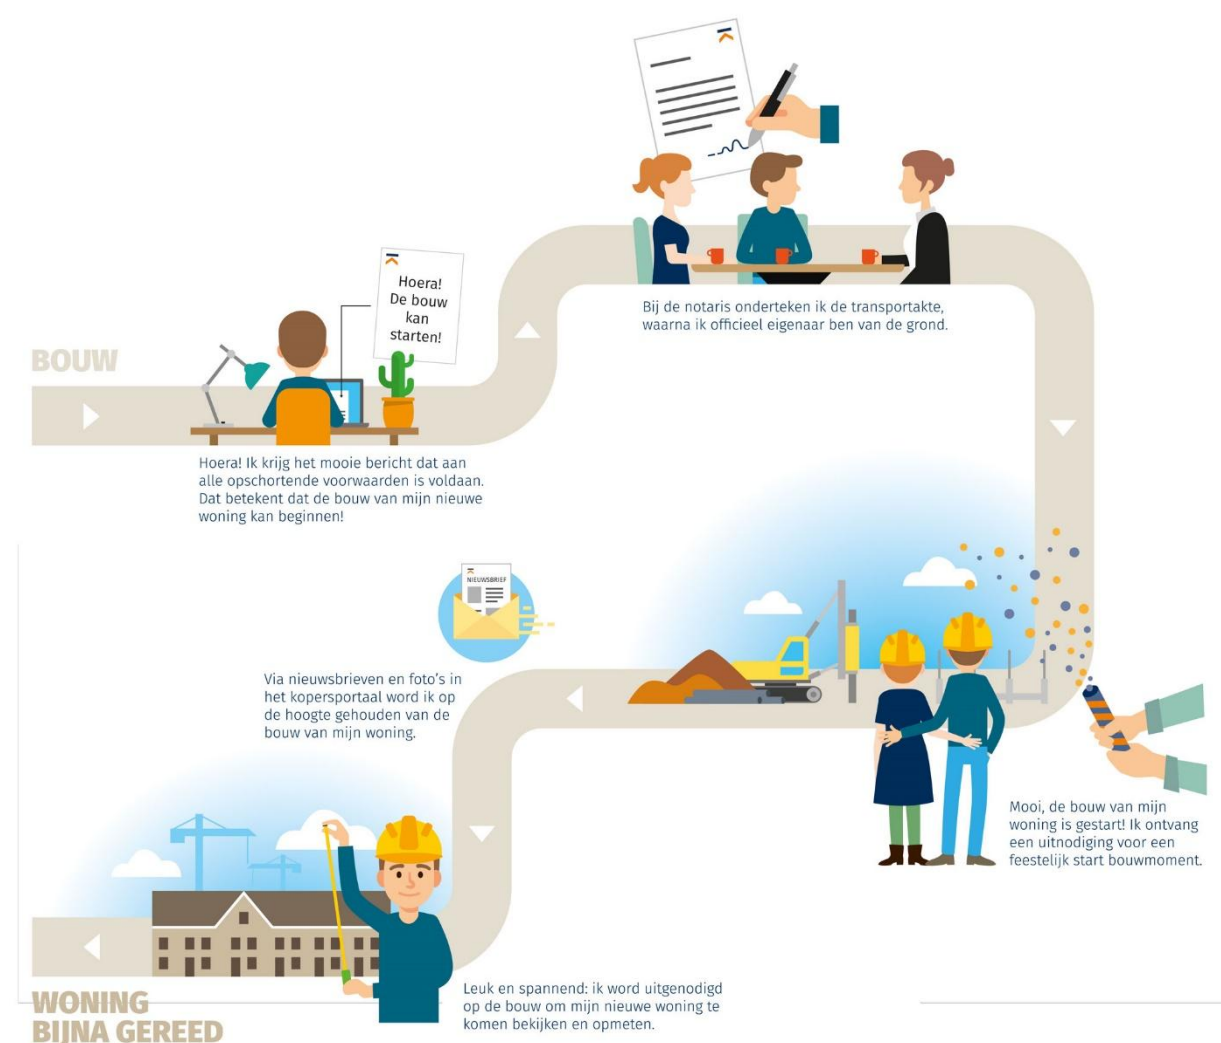 BOUW
Hoera!
De bouw
kan
starten!
Hoera! Ik krijg het mooie bericht dat aan
alle opschortende voorwaarden is voldaan.
Dat betekent dat de bouw van mijn nieuwe
woning kan beginnen!
Bij de notaris onderteken ik de transportakte,
waarna ik officieel eigenaar ben van de grond.
Mooi, de bouw van mijn
woning is gestart! Ik ontvang
een uitnodiging voor een
feestelijk start bouwmoment.
NIEUWSBRIEF
Via nieuwsbrieven en foto's in
het kopersportaal word ik op
de hoogte gehouden van de
bouw van mijn woning.
Leuk en spannend: ik word uitgenodigd
op de bouw om mijn nieuwe woning te
komen bekijken en opmeten.
WONING
BIJNA GEREED